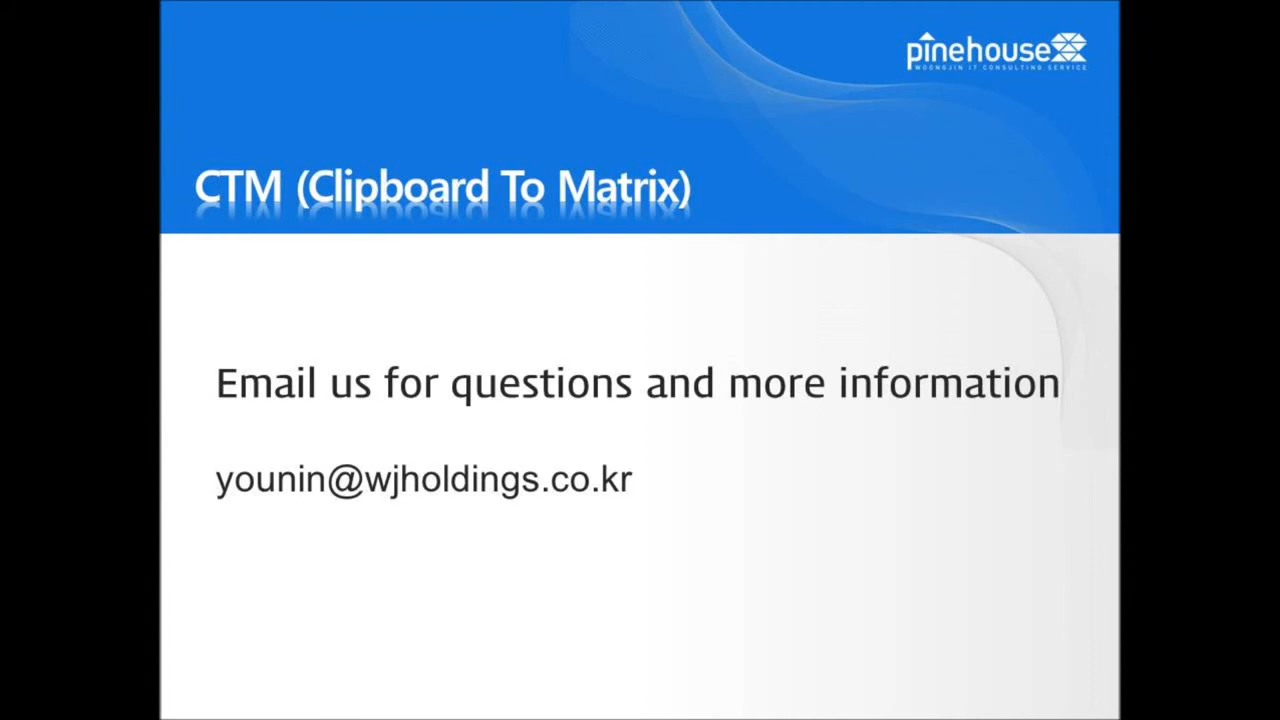 pinehouse
WOONGJIN IT CONSULTING SERVICE
CTM (Clipboard To Matrix)
Email us for questions and more information
younin@wjholdings.co.kr